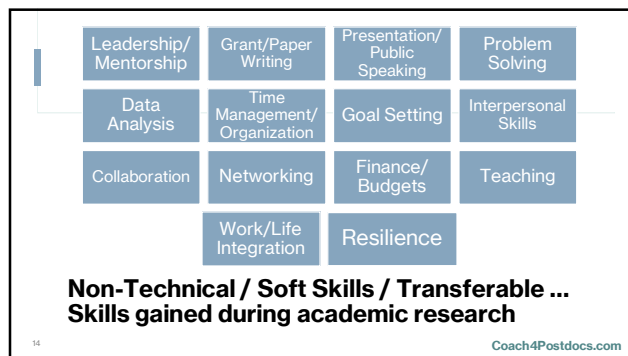 Leadership/
Mentorship
Grant/Paper
Writing
Presentation/
Public
Speaking
Problem
Solving
Data
Analysis
Time
Management/
Organization
Goal Setting
Interpersonal
Skills
Collaboration
Networking
Finance/
Budgets
Teaching
Work/Life
Integration
Resilience
Non-Technical / Soft Skills / Transferable ...
Skills gained during academic research
14
Coach4Postdocs.com